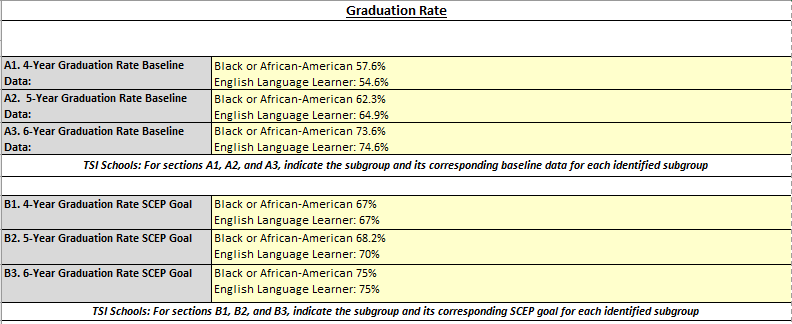 Graduation Rate
A1. 4-Year Graduation Rate Baseline
Data:
Black or African-American 57.6%
English Language Learner: 54.6%
A2.  5-Year Graduation Rate Baseline
Data:
Black or African-American 62.3%
English Language Learner: 64.9%
A3. 6-Year Graduation Rate Baseline
Data:
Black or African-American 73.6%
English Language Learner: 74.6%
TSI Schools: For sections A1, A2, and A3, indicate the subgroup and its corresponding baseline data for each identified subgroup
B1. 4-Year Graduation Rate SCEP Goal
Black or African-American 67%
English Language Learner: 67%
B2. 5-Year Graduation Rate SCEP Goal
Black or African-American 68.2%
English Language Learner: 70%
B3. 6-Year Graduation Rate SCEP Goal
Black or African-American 75%
English Language Learner: 75%
TSI Schools: For sections B1, B2, and B3, indicate the subgroup and its corresponding SCEP goal for each identified subgroup